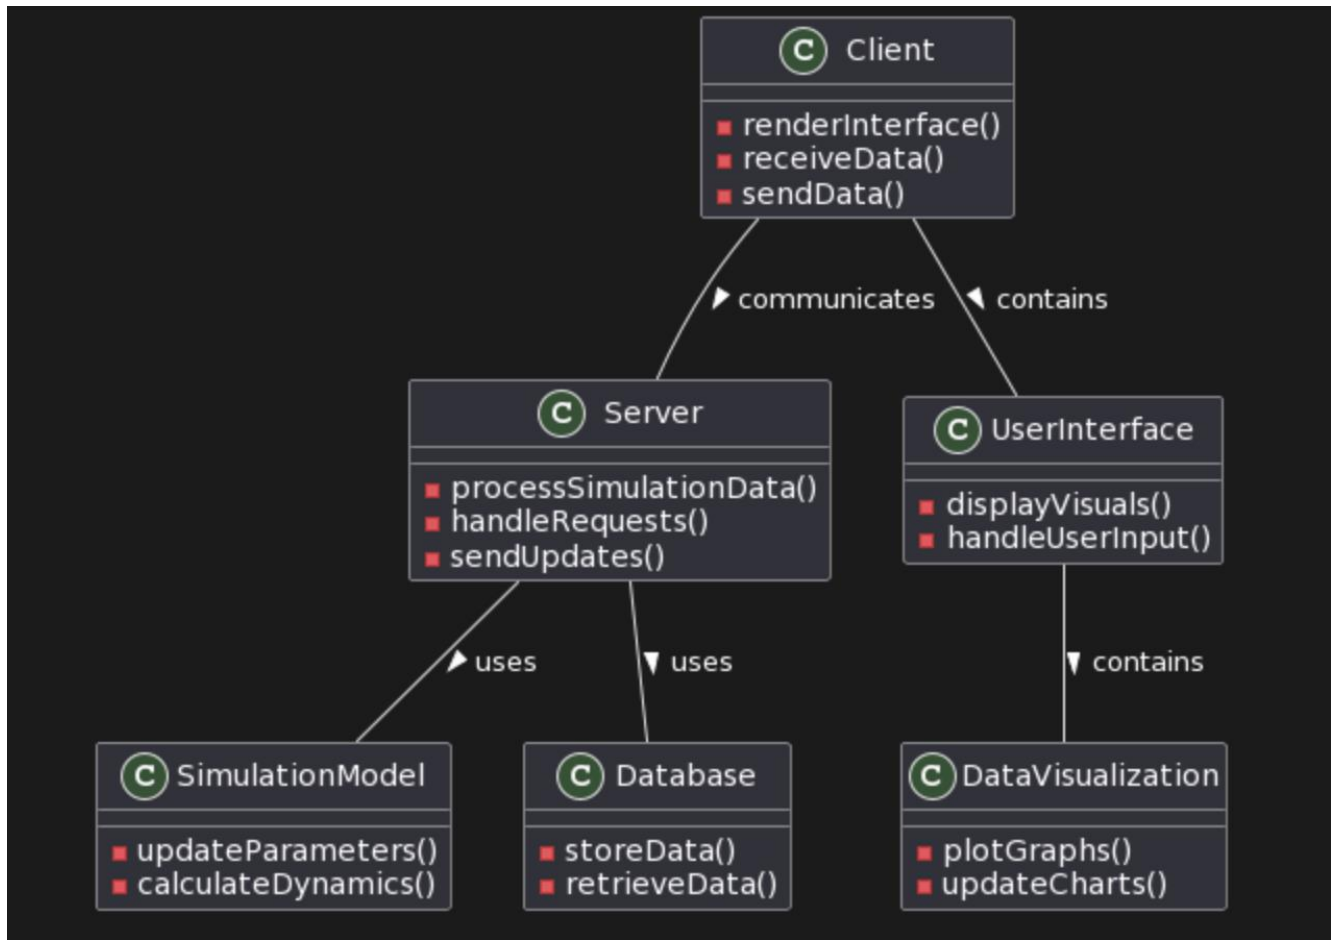 C Client
renderInterface()
receiveData()
sendData()
communicates
contains
C Server
processSimulationData()
handleRequests()
sendUpdates()
C UserInterface
displayVisuals()
handleUserInput()
uses
uses
contains
C SimulationModel
updateParameters()
calculateDynamics()
C Database
storeData()
retrieveData()
C DataVisualization
plotGraphs()
updateCharts()